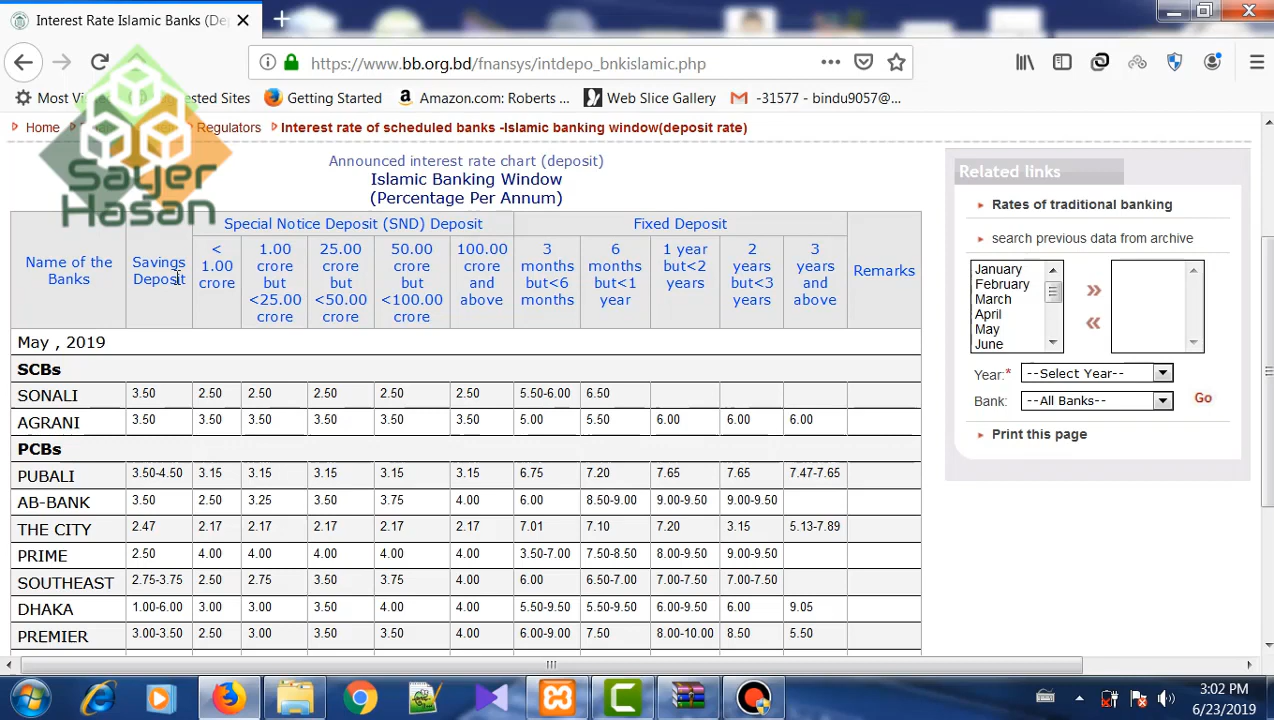 Interest Rate Islamic Banks (De
https://www.bb.org.bd/fnansys/intdepo_bnkislamic.php
Most Vi ested Sites Getting Started Amazon.com: Roberts ... Web Slice Gallery -31577 - bindu9057@...
Home Regulators Interest rate of scheduled banks -Islamic banking window(deposit rate)
Sayer
Hasan
Announced interest rate chart (deposit)
Islamic Banking Window
(Percentage Per Annum)
Name of the Banks Savings Deposit Special Notice Deposit (SND) Deposit Fixed Deposit Remarks
< 1.00 crore 1.00 crore but <25.00 crore 25.00 crore but <50.00 crore 50.00 crore but <100.00 crore 100.00 crore and above 3 months but<6 months 6 months but<1 year 1 year but<2 years 2 years but<3 years 3 years and above
May , 2019
SCBs
SONALI 3.50 2.50 2.50 2.50 2.50 2.50 5.50-6.00 6.50
AGRANI 3.50 3.50 3.50 3.50 3.50 3.50 5.00 5.50 6.00 6.00 6.00
PCBs
PUBALI 3.50-4.50 3.15 3.15 3.15 3.15 3.15 6.75 7.20 7.65 7.65 7.47-7.65
AB-BANK 3.50 2.50 3.25 3.50 3.75 4.00 6.00 8.50-9.00 9.00-9.50 9.00-9.50
THE CITY 2.47 2.17 2.17 2.17 2.17 2.17 7.01 7.10 7.20 3.15 5.13-7.89
PRIME 2.50 4.00 4.00 4.00 4.00 4.00 3.50-7.00 7.50-8.50 8.00-9.50 9.00-9.50
SOUTHEAST 2.75-3.75 2.50 2.75 3.50 3.75 4.00 6.00 6.50-7.00 7.00-7.50 7.00-7.50
DHAKA 1.00-6.00 3.00 3.00 3.50 4.00 4.00 5.50-9.50 5.50-9.50 6.00-9.50 6.00 9.05
PREMIER 3.00-3.50 2.50 3.00 3.50 3.50 4.00 6.00-9.00 7.50 8.00-10.00 8.50 5.50
Related links
Rates of traditional banking
search previous data from archive
January
February
March
April
May
June
Year:* --Select Year--
Bank: --All Banks-- Go
Print this page
3:02 PM
6/23/2019